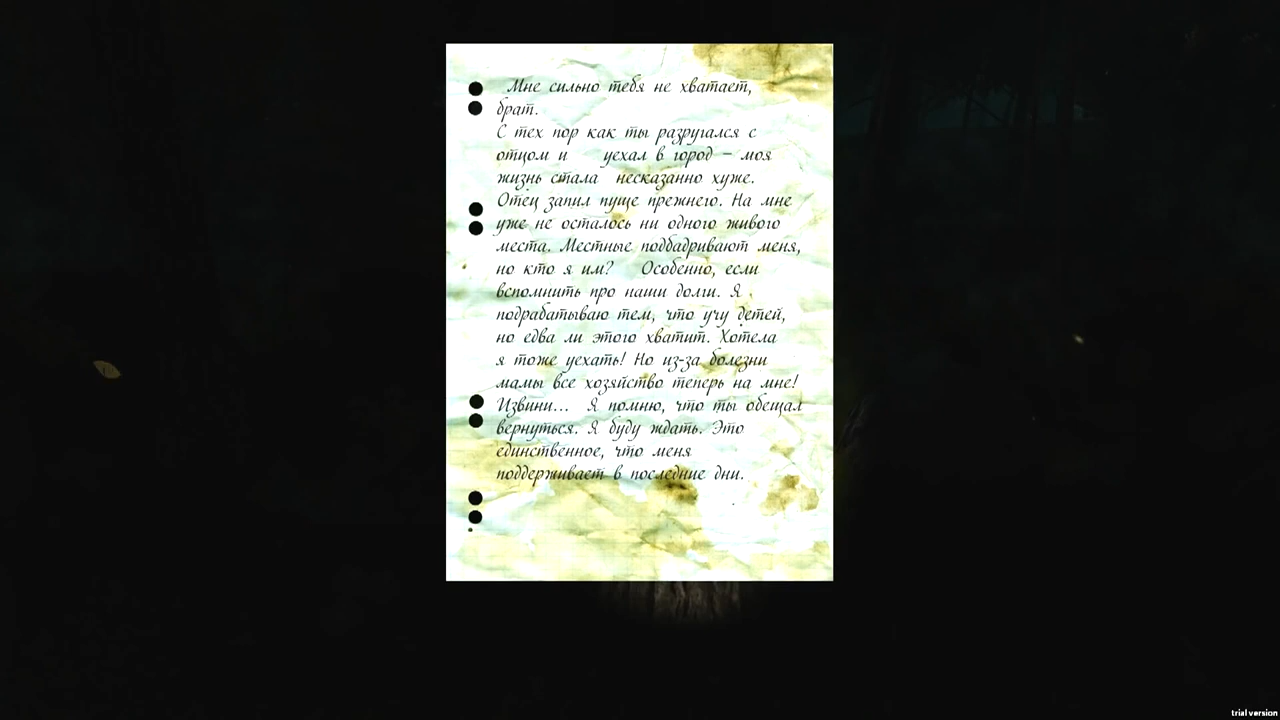 Мне сильно тебя не хватает,
брат.
С тех пор как ты разругался с
отцом и уехал в город – моя
жизнь стала несказанно хуже.
Отец запил пуще прежнего. На мне
уже не осталось ни одного живого
места. Местные подбадривают меня,
но кто я им? Особенно, если
вспомнить про наши долги. Я
подрабатываю тем, что учу детей,
но едва ли этого хватит. Хотела
я тоже уехать! Но из-за болезни
мамы все хозяйство теперь на мне!
Извини... Я помню, что ты обещал
вернуться. Я буду ждать. Это
единственное, что меня
поддерживает в последние дни.
trial version